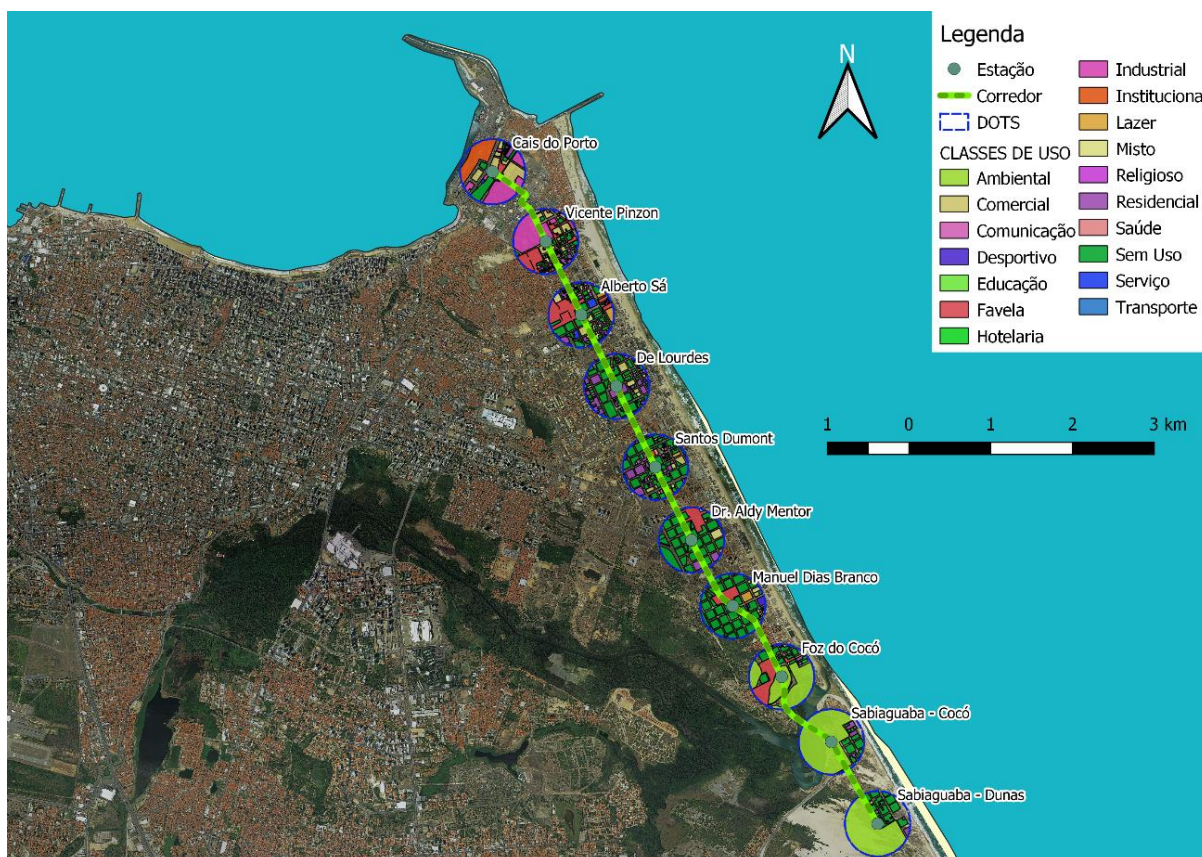 Legenda
Estação
Corredor
DOTS
CLASSES DE USO
Ambiental
Comercial
Comunicação
Desportivo
Educação
Favela
Hotelaria
Industrial
Instituciona
Lazer
Misto
Religioso
Residencial
Saúde
Sem Uso
Serviço
Transporte
N
Cais do Porto
Vicente Pinzon
Alberto Sá
De Lourdes
1 0 1 2 3 km
Santos Dumont
Dr. Aldy Mentor
Manuel Dias Branco
Foz do Cocó
Sabiaguaba - Cocó
Sabiaguaba - Dunas